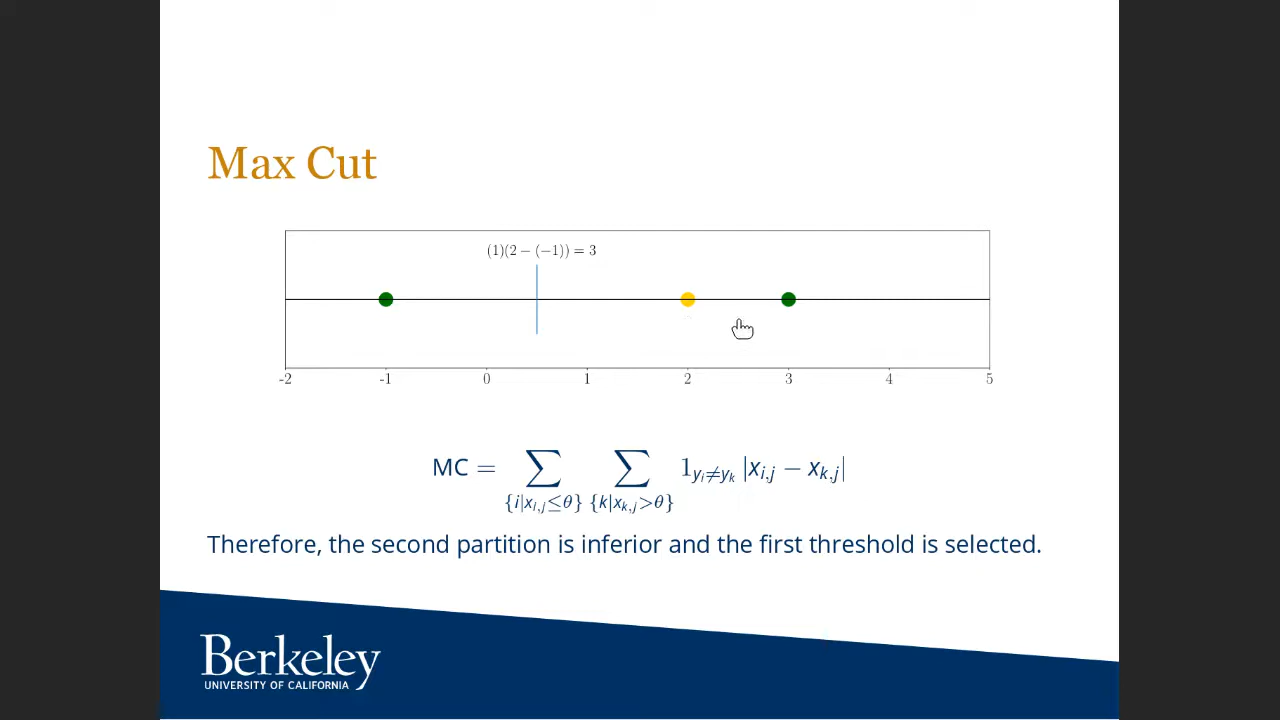 Max Cut
(1)(2 − (−1)) = 3
-2 -1 0 1 2 3 4 5
MC = ∑_{{i|x_{i,j}≤θ}} ∑_{{k|x_{k,j}>θ}} 1_{y_i≠y_k} |x_{i,j} − x_{k,j}|
Therefore, the second partition is inferior and the first threshold is selected.
Berkeley
UNIVERSITY OF CALIFORNIA